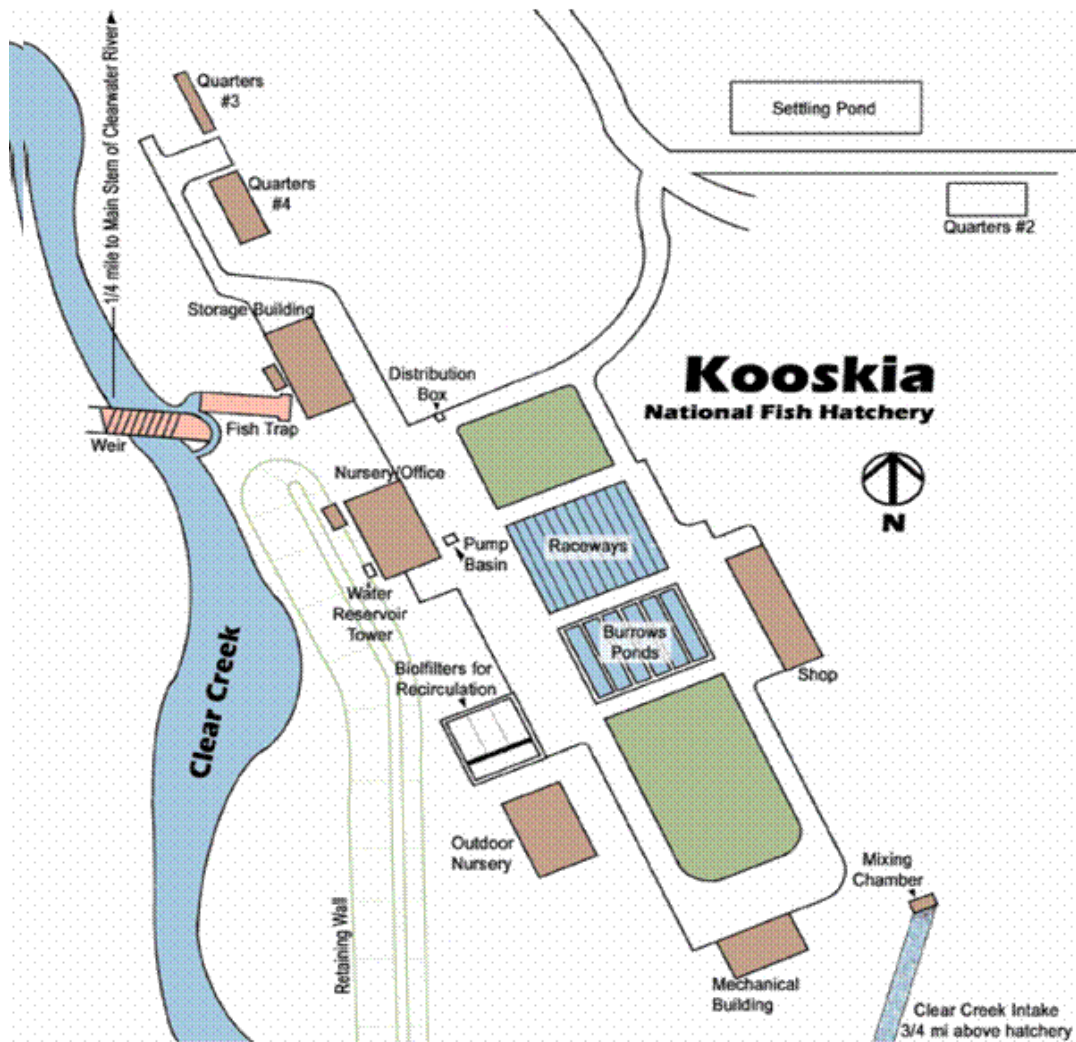 1/4 mile to Main Stem of Clearwater River
Quarters
#3
Settling Pond
Quarters
#4
Quarters #2
Storage Building
Distribution
Box
Kooskia
National Fish Hatchery
Fish Trap
Weir
Nursery/Office
N
Pump
Basin
Raceways
Water
Reservoir
Tower
Burrows
Ponds
Biolfilters for
Recirculation
Shop
Clear Creek
Outdoor
Nursery
Mixing
Chamber
Retaining Wall
Mechanical
Building
Clear Creek Intake
3/4 mi above hatchery